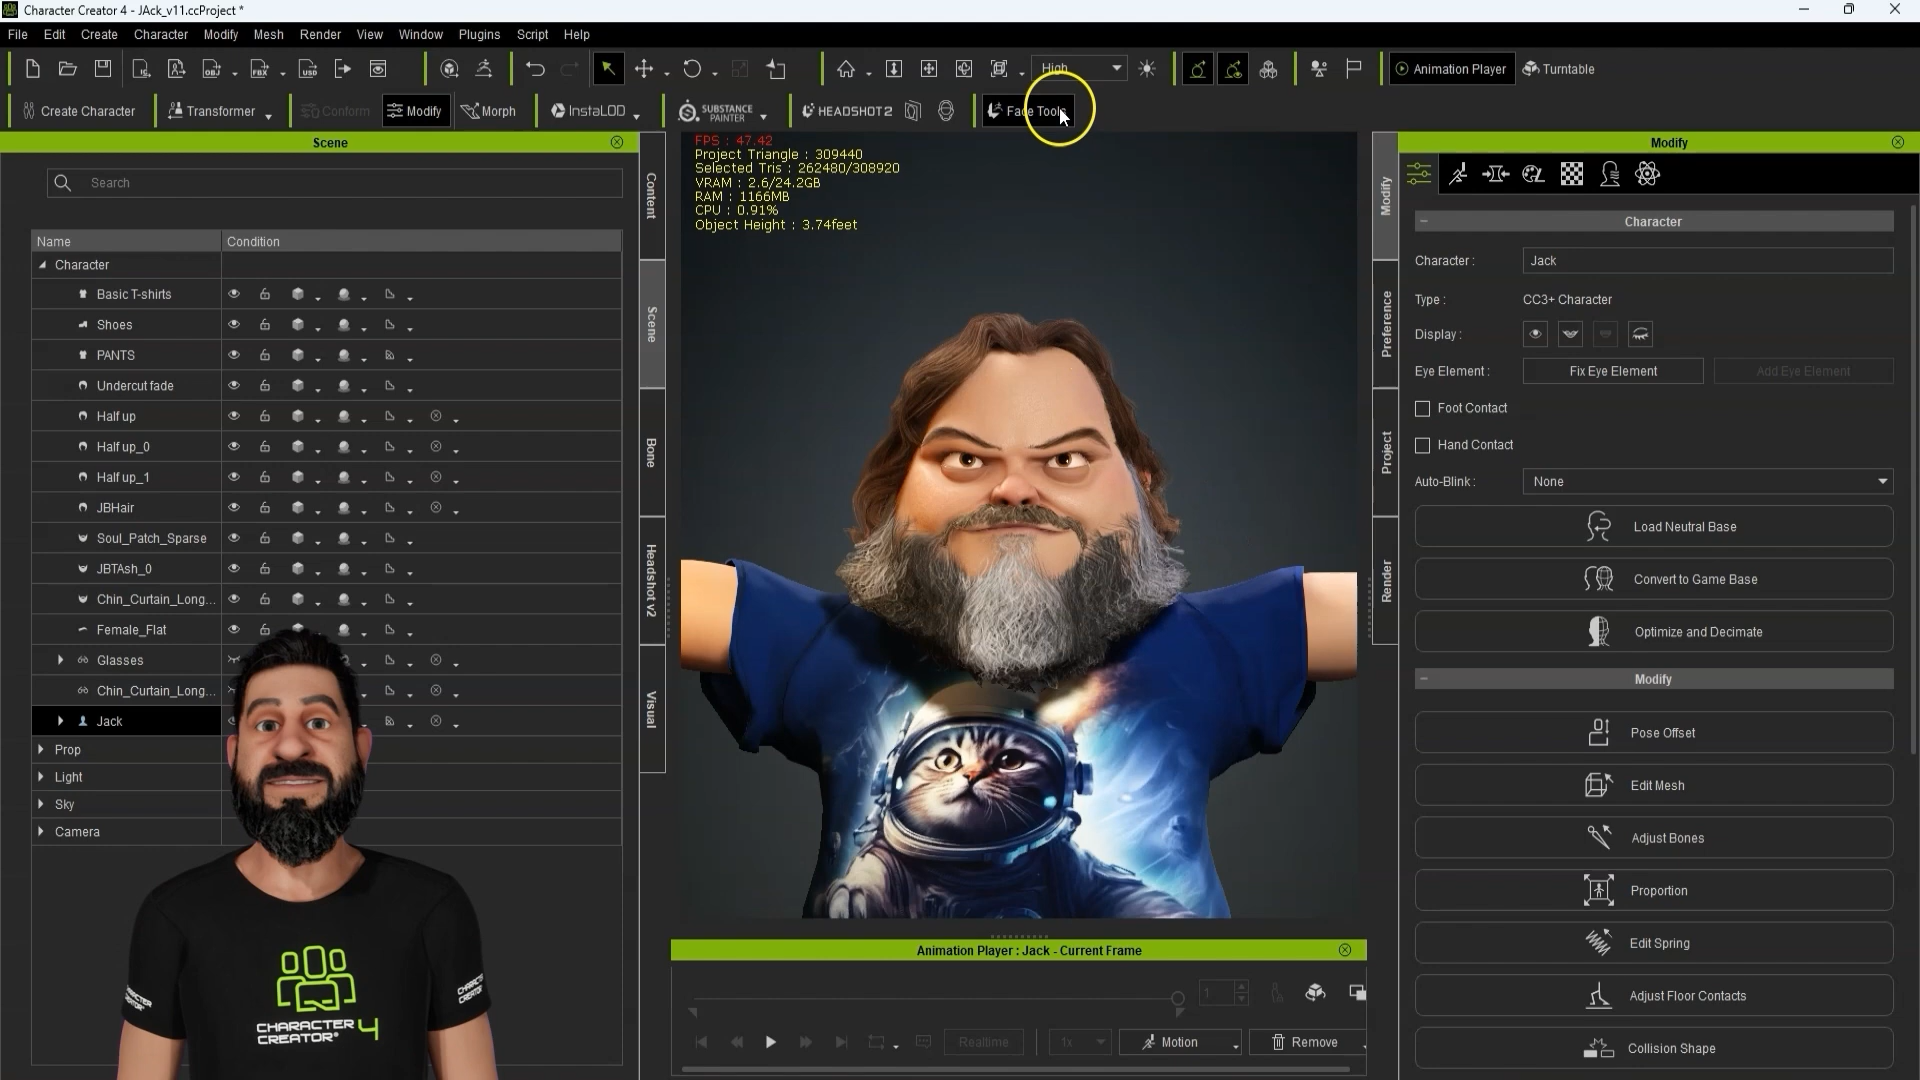 Character Creator 4 - JAck_v11.ccProject *
File Edit Create Character Modify Mesh Render View Window Plugins Script Help
High Animation Player Turntable
Create Character Transformer Conform Modify Morph InstaLOD SUBSTANCE PAINTER HEADSHOT2 Face Tools
Scene
Search
Name Condition
Character
Basic T-shirts
Shoes
PANTS
Undercut fade
Half up
Half up_0
Half up_1
JBHair
Soul_Patch_Sparse
JBTAsh_0
Chin_Curtain_Long...
Female_Flat
Glasses
Chin_Curtain_Long...
Jack
Prop
Light
Sky
Camera
CHARACTER
CREATOR 4
CHARACTER
Content
Scene
Bone
Headshot v2
Visual
FPS : 47.42
Project Triangle : 309440
Selected Tris : 262480/308920
VRAM : 2.6/24.2GB
RAM : 1166MB
CPU : 0.91%
Object Height : 3.74feet
Animation Player : Jack - Current Frame
1
Realtime 1x Motion Remove
Modify
Preference
Project
Render
Modify
Character
Character : Jack
Type : CC3+ Character
Display :
Eye Element : Fix Eye Element Add Eye Element
Foot Contact
Hand Contact
Auto-Blink : None
Load Neutral Base
Convert to Game Base
Optimize and Decimate
Modify
Pose Offset
Edit Mesh
Adjust Bones
Proportion
Edit Spring
Adjust Floor Contacts
Collision Shape